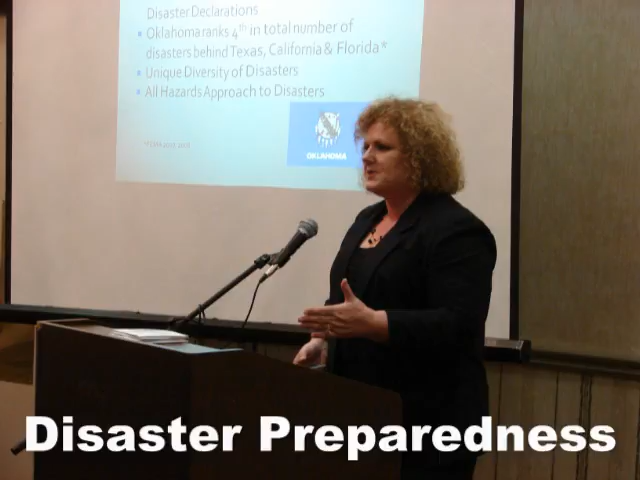 Disaster Declarations
Oklahoma ranks 4th in total number of
disasters behind Texas, California & Florida*
Unique Diversity of Disasters
All Hazards Approach to Disasters
OKLAHOMA
Disaster Preparedness